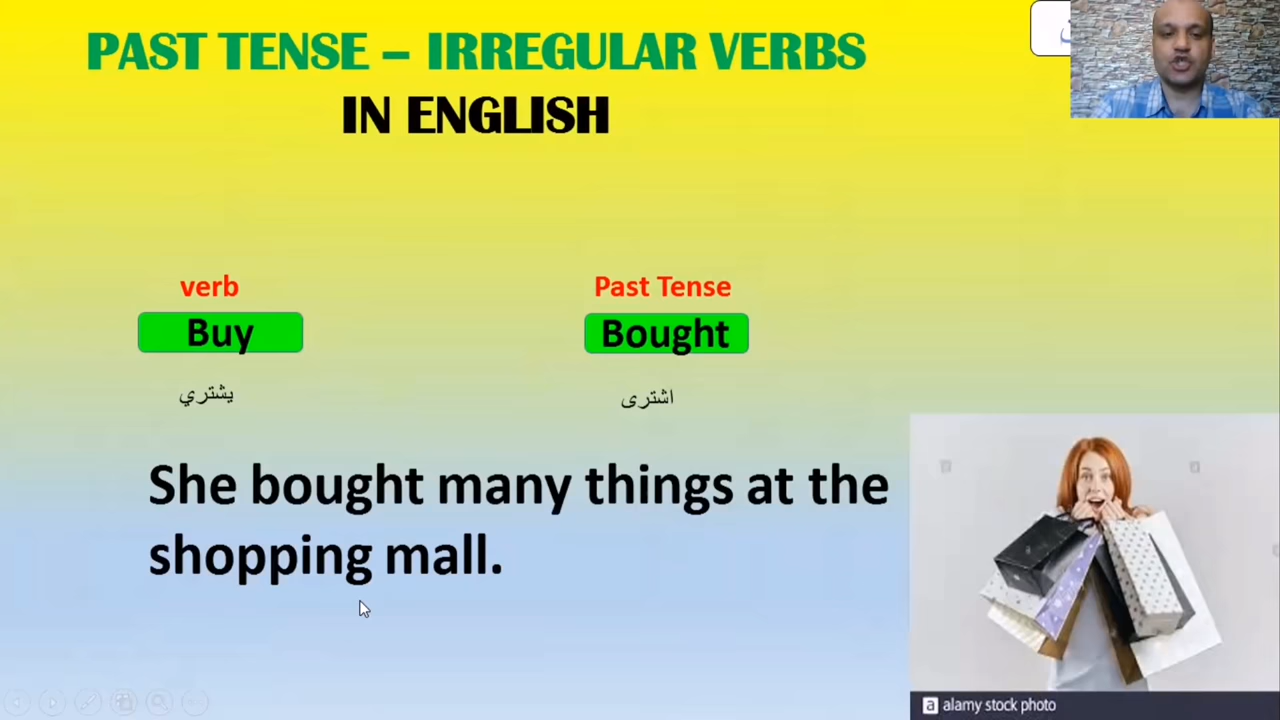 PAST TENSE – IRREGULAR VERBS
IN ENGLISH
verb
Past Tense
Buy
Bought
يشتري
اشترى
She bought many things at the
shopping mall.
a alamy stock photo